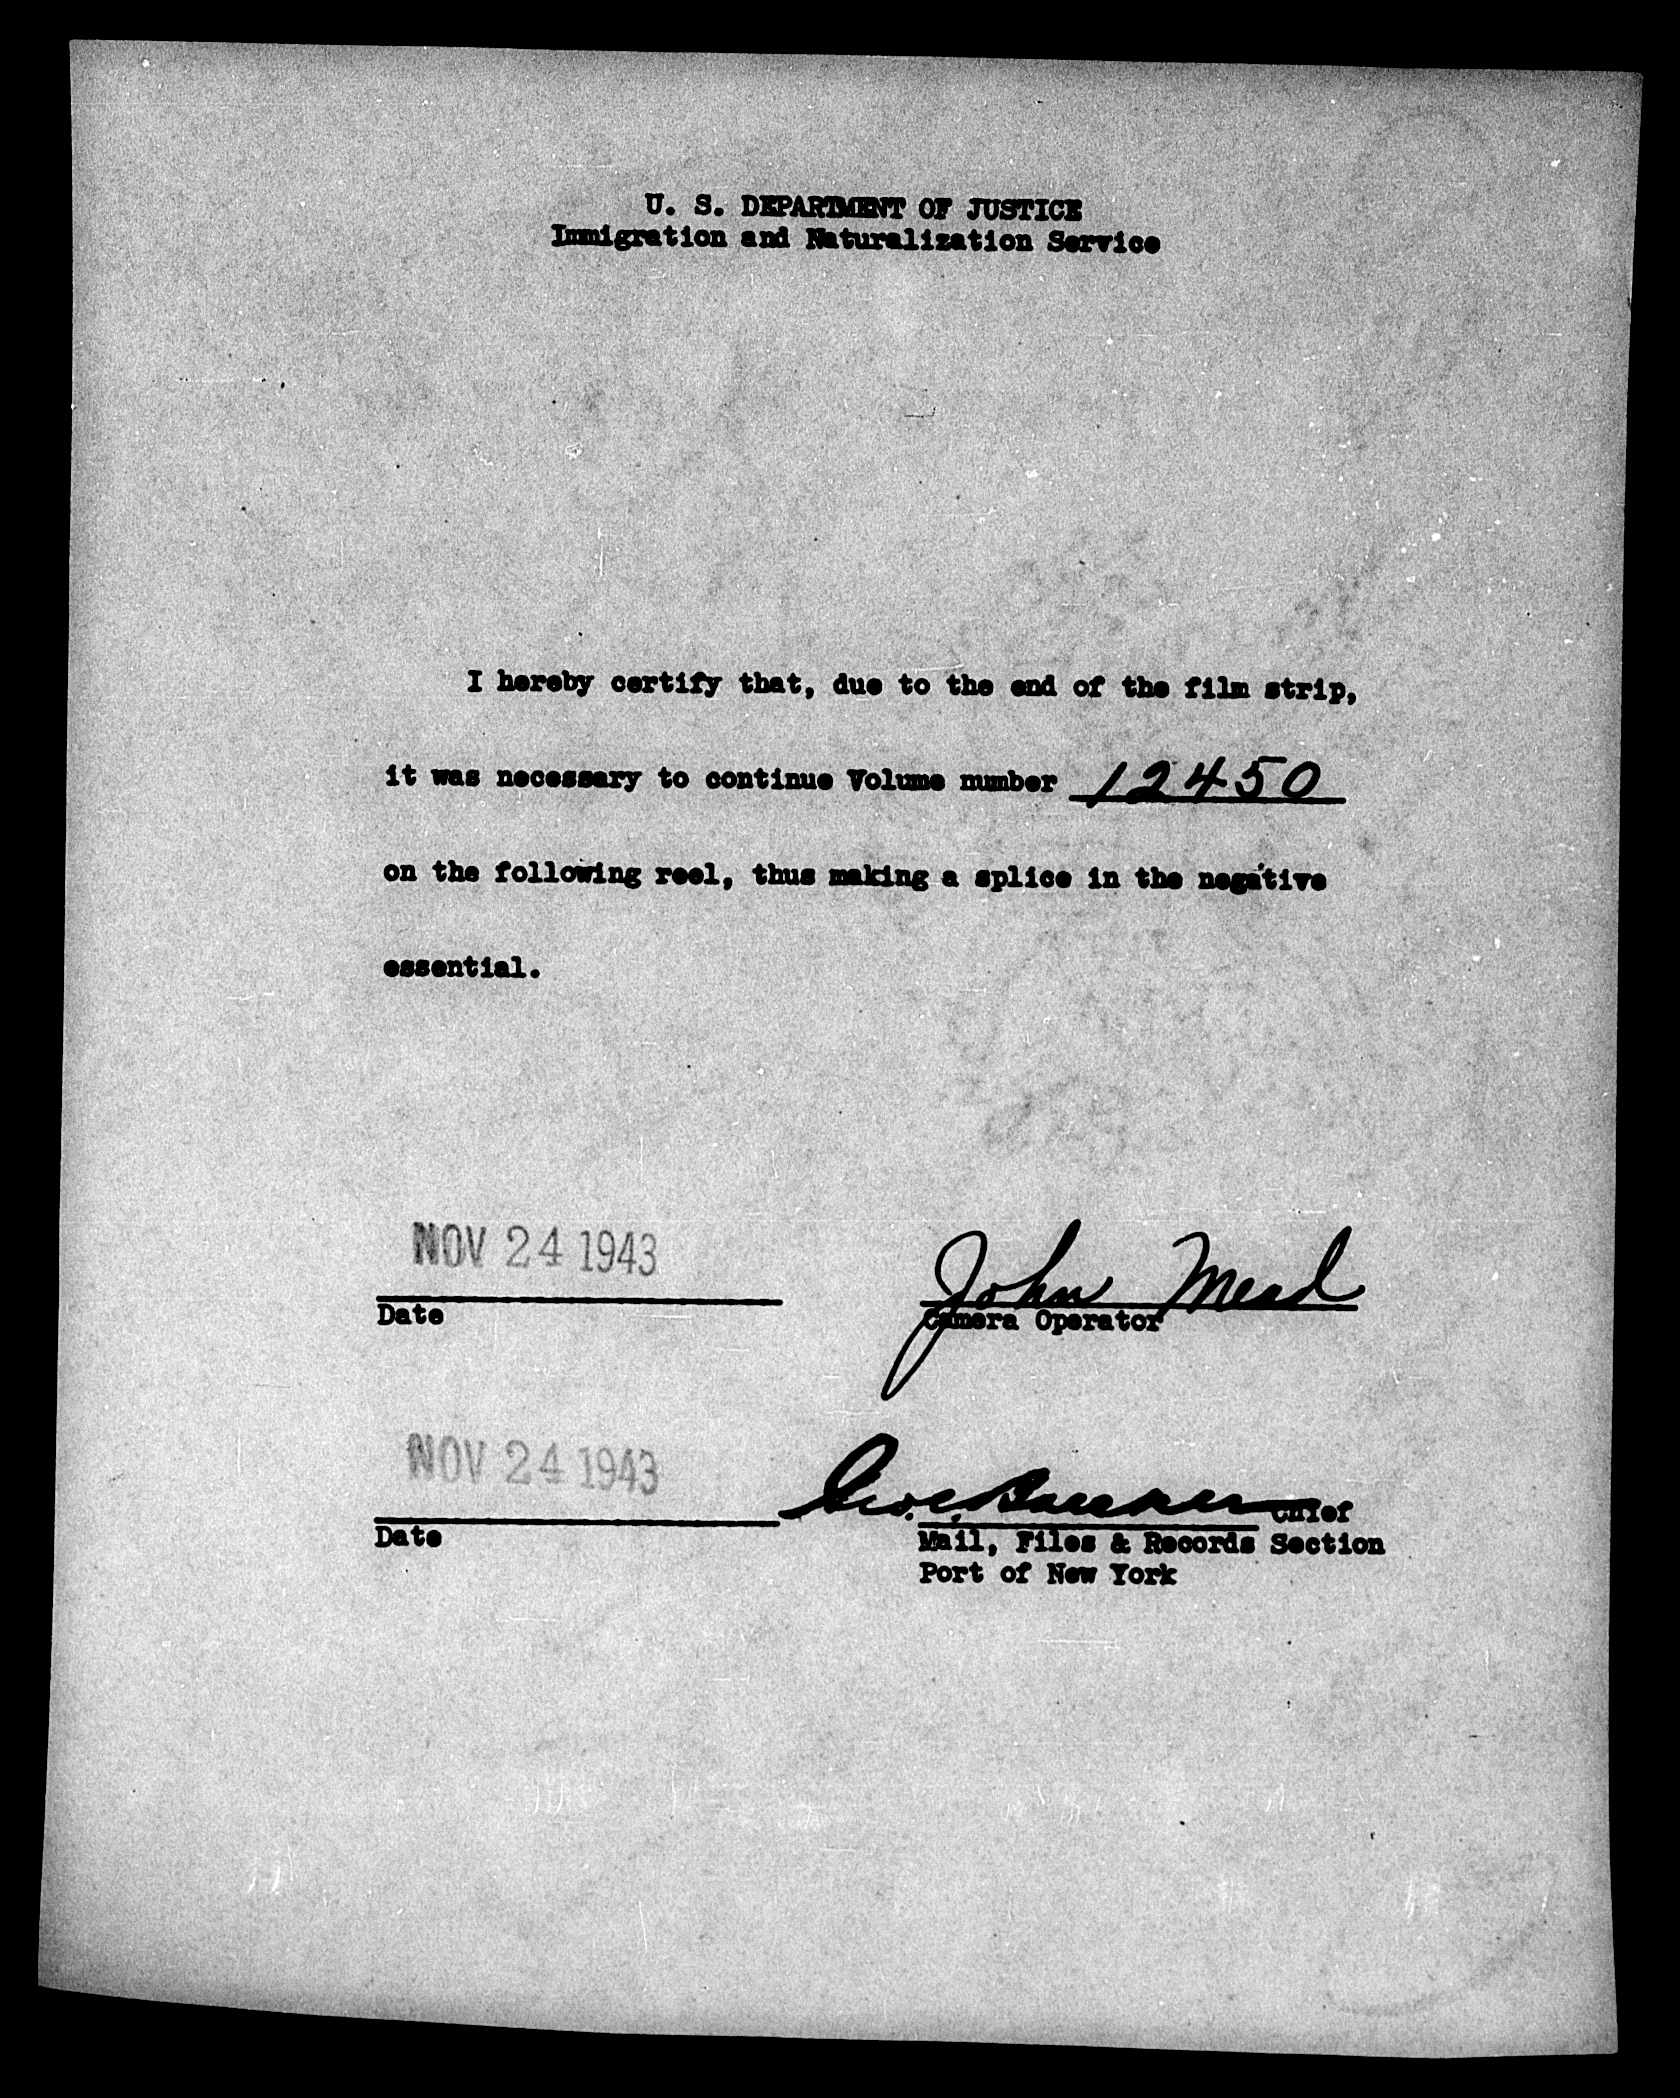 U. S. DEPARTMENT OF JUSTICE
Immigration and Naturalization Service
I hereby certify that, due to the end of the film strip,
it was necessary to continue Volume number 12450
on the following reel, thus making a splice in the negative
essential.
NOV 24 1943
John Mead
Date
Camera Operator
NOV 24 1943
Geo. C.
Chief
Date
Mail, Files & Records Section
Port of New York